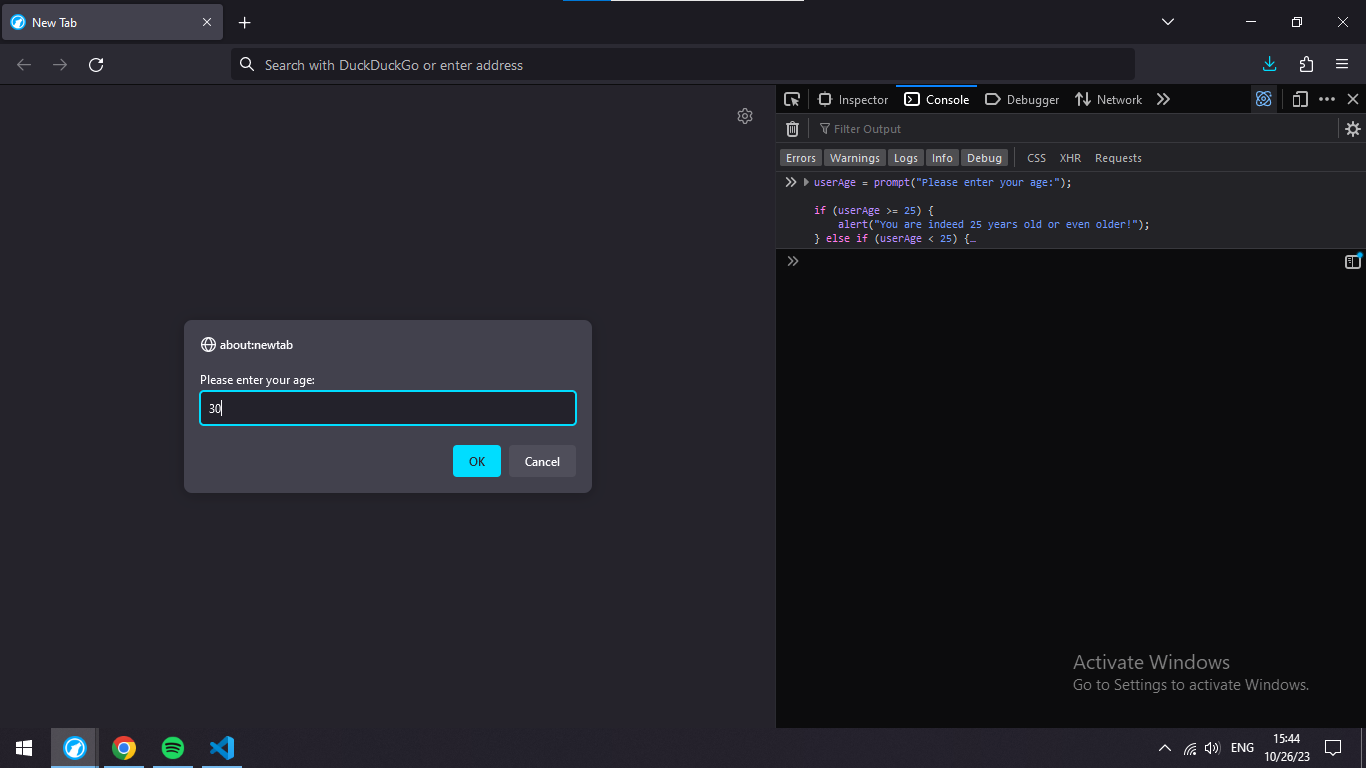 New Tab
Search with DuckDuckGo or enter address
Inspector Console Debugger Network
Filter Output
Errors Warnings Logs Info Debug CSS XHR Requests
userAge = prompt("Please enter your age:");
if (userAge >= 25) {
alert("You are indeed 25 years old or even older!");
} else if (userAge < 25) {…
about:newtab
Please enter your age:
30
OK Cancel
Activate Windows
Go to Settings to activate Windows.
ENG
15:44
10/26/23